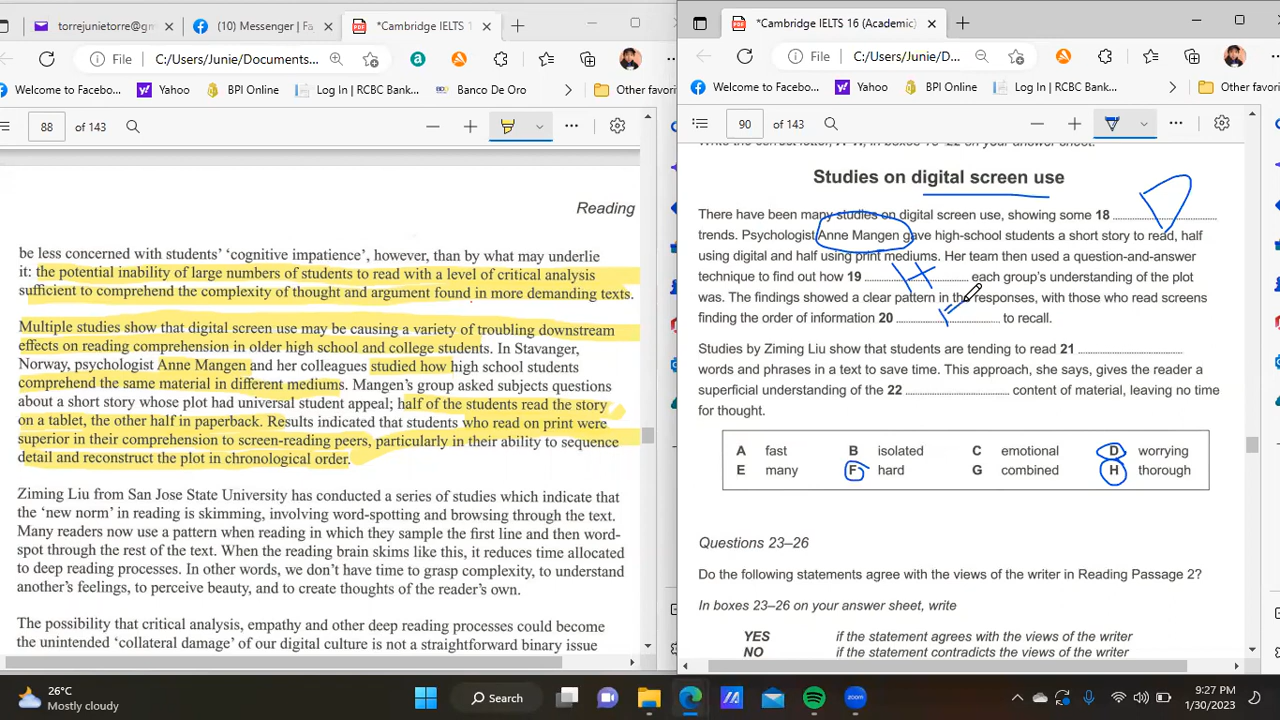 torrejunietorre@gm
(10) Messenger | Fa
*Cambridge IELTS 1
File
C:/Users/Junie/Documents...
Welcome to Facebo...
Yahoo
BPI Online
Log In | RCBC Bank...
Banco De Oro
Other favor
88
of 143
Reading
be less concerned with students' 'cognitive impatience', however, than by what may underlie
it: the potential inability of large numbers of students to read with a level of critical analysis
sufficient to comprehend the complexity of thought and argument found in more demanding texts.
Multiple studies show that digital screen use may be causing a variety of troubling downstream
effects on reading comprehension in older high school and college students. In Stavanger,
Norway, psychologist Anne Mangen and her colleagues studied how high school students
comprehend the same material in different mediums. Mangen's group asked subjects questions
about a short story whose plot had universal student appeal; half of the students read the story
on a tablet, the other half in paperback. Results indicated that students who read on print were
superior in their comprehension to screen-reading peers, particularly in their ability to sequence
detail and reconstruct the plot in chronological order.
Ziming Liu from San Jose State University has conducted a series of studies which indicate that
the 'new norm' in reading is skimming, involving word-spotting and browsing through the text.
Many readers now use a pattern when reading in which they sample the first line and then word-
spot through the rest of the text. When the reading brain skims like this, it reduces time allocated
to deep reading processes. In other words, we don't have time to grasp complexity, to understand
another's feelings, to perceive beauty, and to create thoughts of the reader's own.
The possibility that critical analysis, empathy and other deep reading processes could become
the unintended 'collateral damage' of our digital culture is not a straightforward binary issue
*Cambridge IELTS 16 (Academic)
File
C:/Users/Junie/D...
Welcome to Facebo...
Yahoo
BPI Online
Log In | RCBC Bank...
Other favor
90
of 143
Studies on digital screen use
There have been many studies on digital screen use, showing some 18 D
trends. Psychologist Anne Mangen gave high-school students a short story to read, half
using digital and half using print mediums. Her team then used a question-and-answer
technique to find out how 19 H each group's understanding of the plot
was. The findings showed a clear pattern in the responses, with those who read screens
finding the order of information 20 F to recall.
Studies by Ziming Liu show that students are tending to read 21
words and phrases in a text to save time. This approach, she says, gives the reader a
superficial understanding of the 22 content of material, leaving no time
for thought.
A fast B isolated C emotional D worrying
E many F hard G combined H thorough
Questions 23–26
Do the following statements agree with the views of the writer in Reading Passage 2?
In boxes 23–26 on your answer sheet, write
YES if the statement agrees with the views of the writer
NO if the statement contradicts the views of the writer
26°C
Mostly cloudy
Search
9:27 PM
1/30/2023